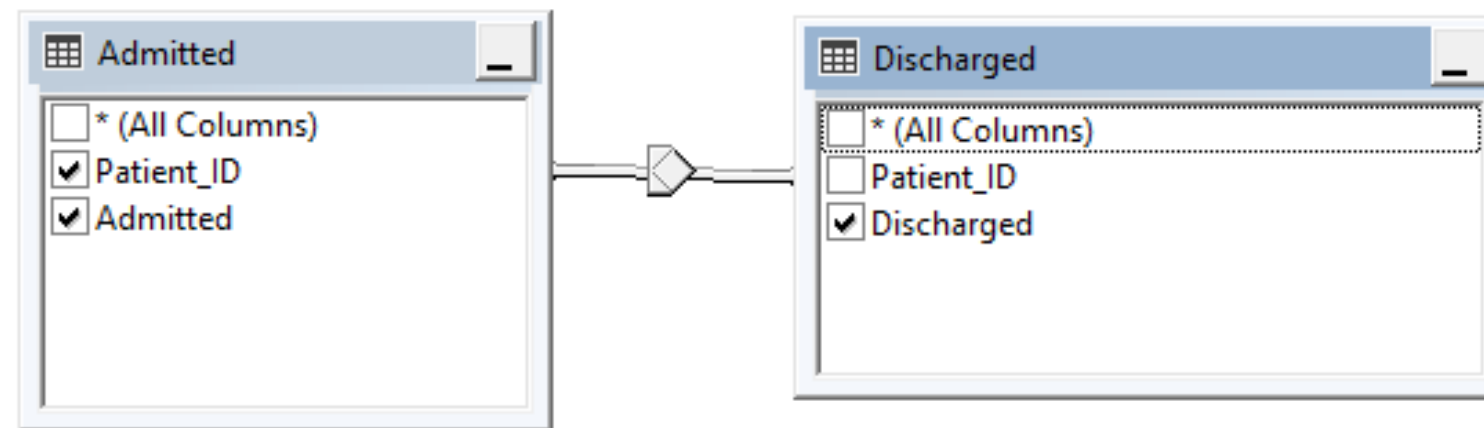 Admitted
* (All Columns)
Patient_ID
Admitted
Discharged
* (All Columns)
Patient_ID
Discharged